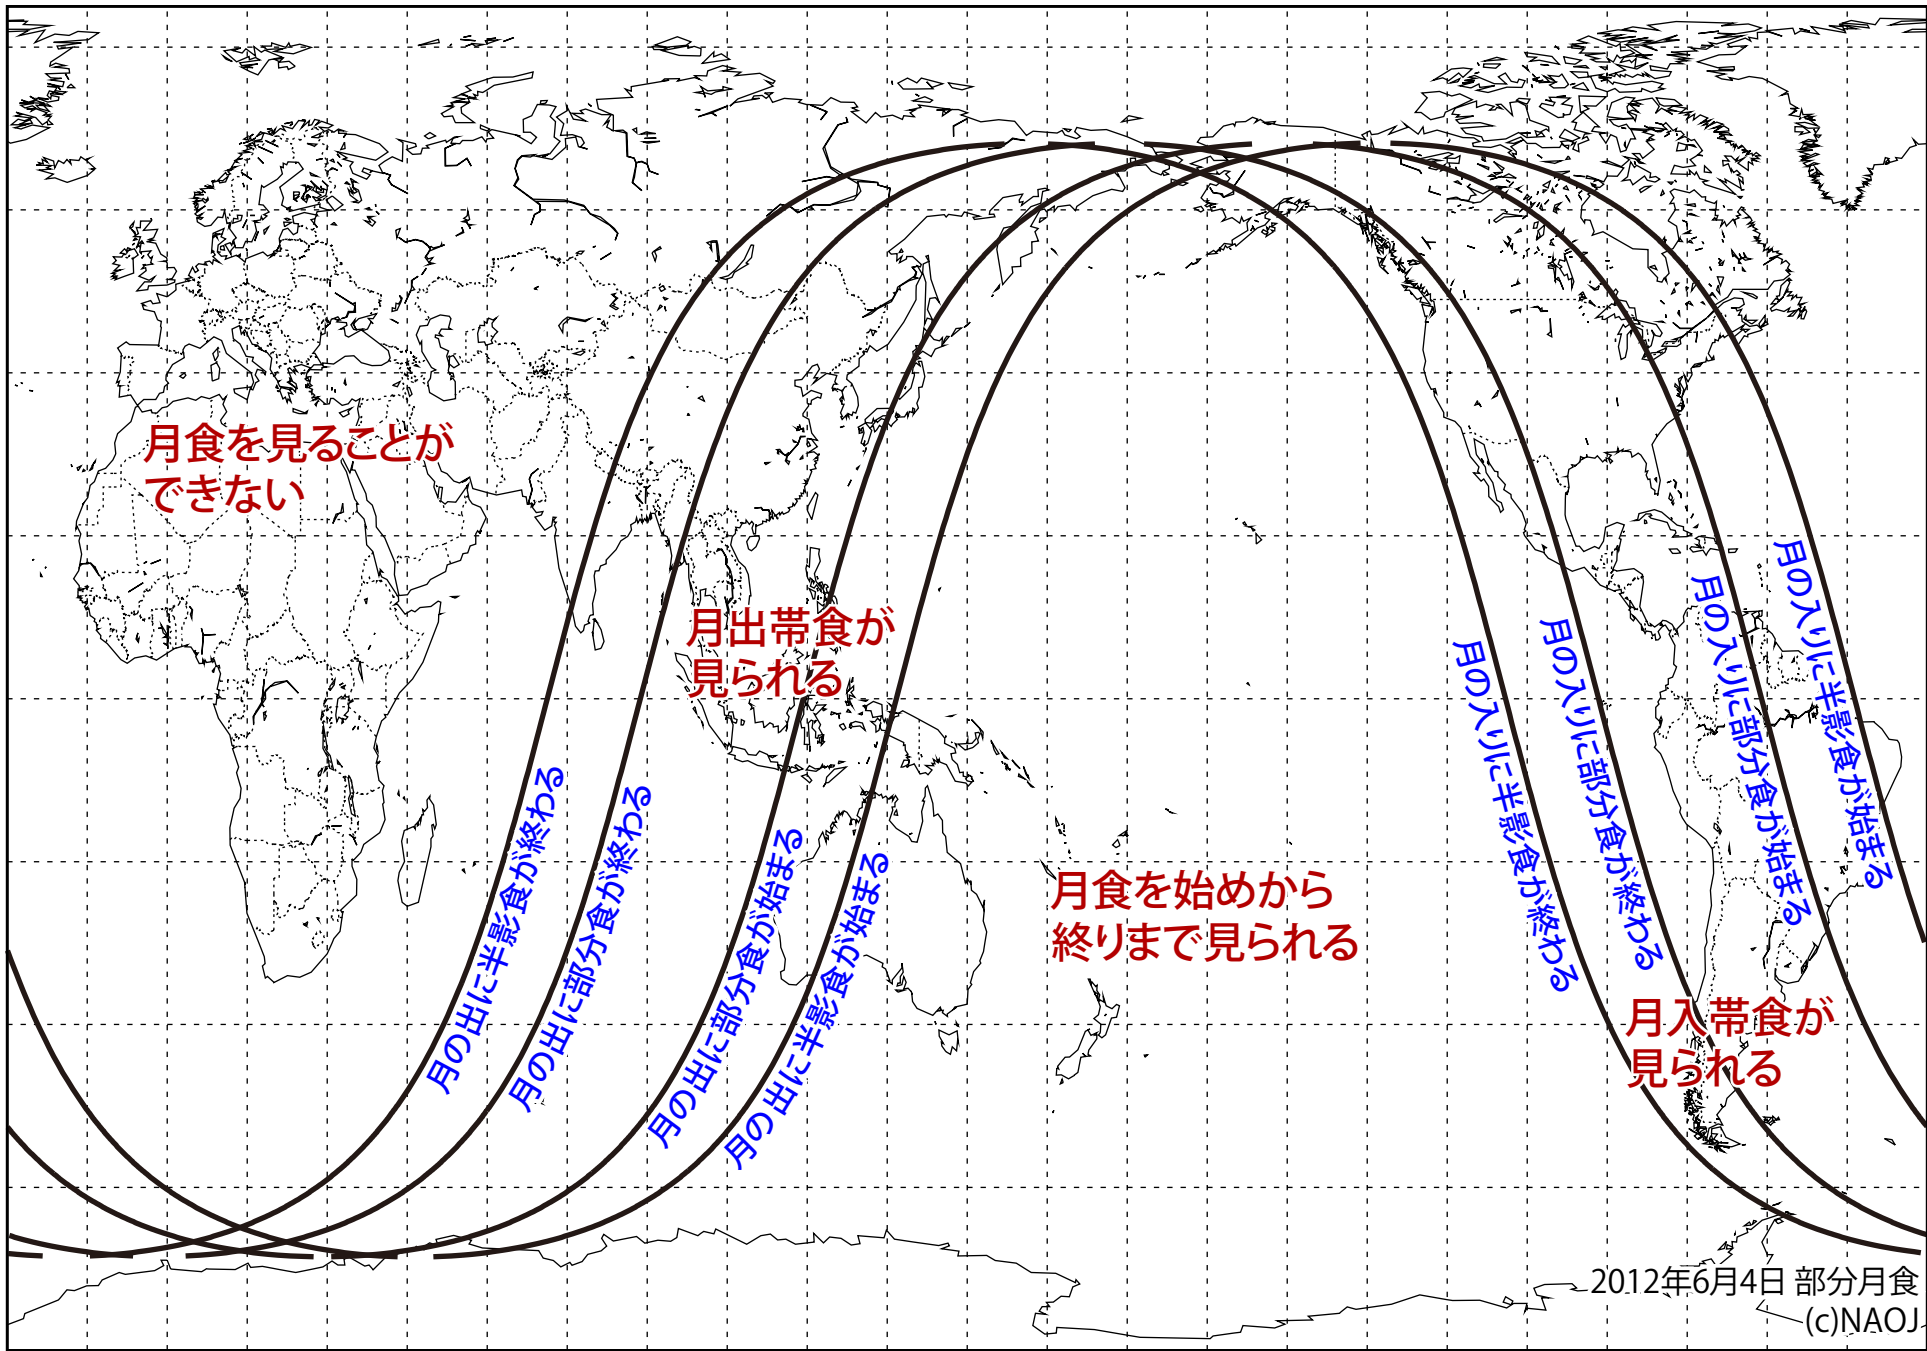 月食を見ることが
できない
月出帯食が
見られる
月食を始めから
終りまで見られる
月入帯食が
見られる
月の出に半影食が終わる
月の出に部分食が終わる
月の出に部分食が始まる
月の出に半影食が始まる
月の入りに半影食が終わる
月の入りに部分食が終わる
月の入りに部分食が始まる
月の入りに半影食が始まる
2012年6月4日 部分月食
(c)NAOJ